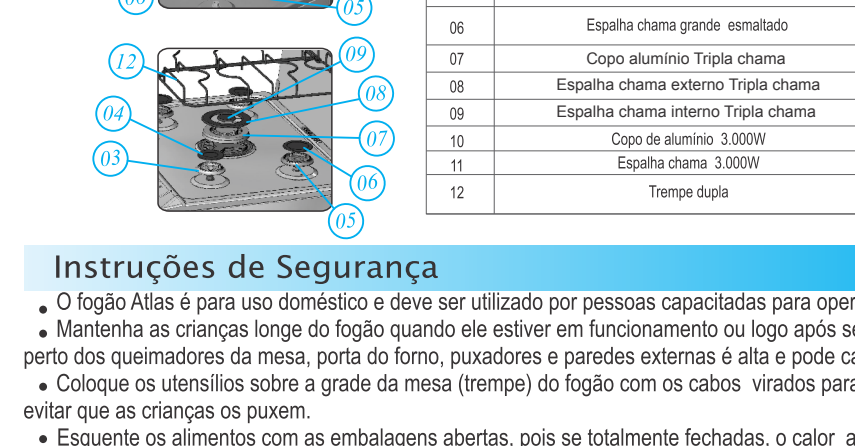 05
12
09
08
04
07
03
06
05
06 Espalha chama grande esmaltado
07 Copo alumínio Tripla chama
08 Espalha chama externo Tripla chama
09 Espalha chama interno Tripla chama
10 Copo de alumínio 3.000W
11 Espalha chama 3.000W
12 Trempe dupla
Instruções de Segurança
● O fogão Atlas é para uso doméstico e deve ser utilizado por pessoas capacitadas para oper
● Mantenha as crianças longe do fogão quando ele estiver em funcionamento ou logo após se
perto dos queimadores da mesa, porta do forno, puxadores e paredes externas é alta e pode ca
● Coloque os utensílios sobre a grade da mesa (trempe) do fogão com os cabos virados para
evitar que as crianças os puxem.
● Esquente os alimentos com as embalagens abertas, pois se totalmente fechadas, o calor a